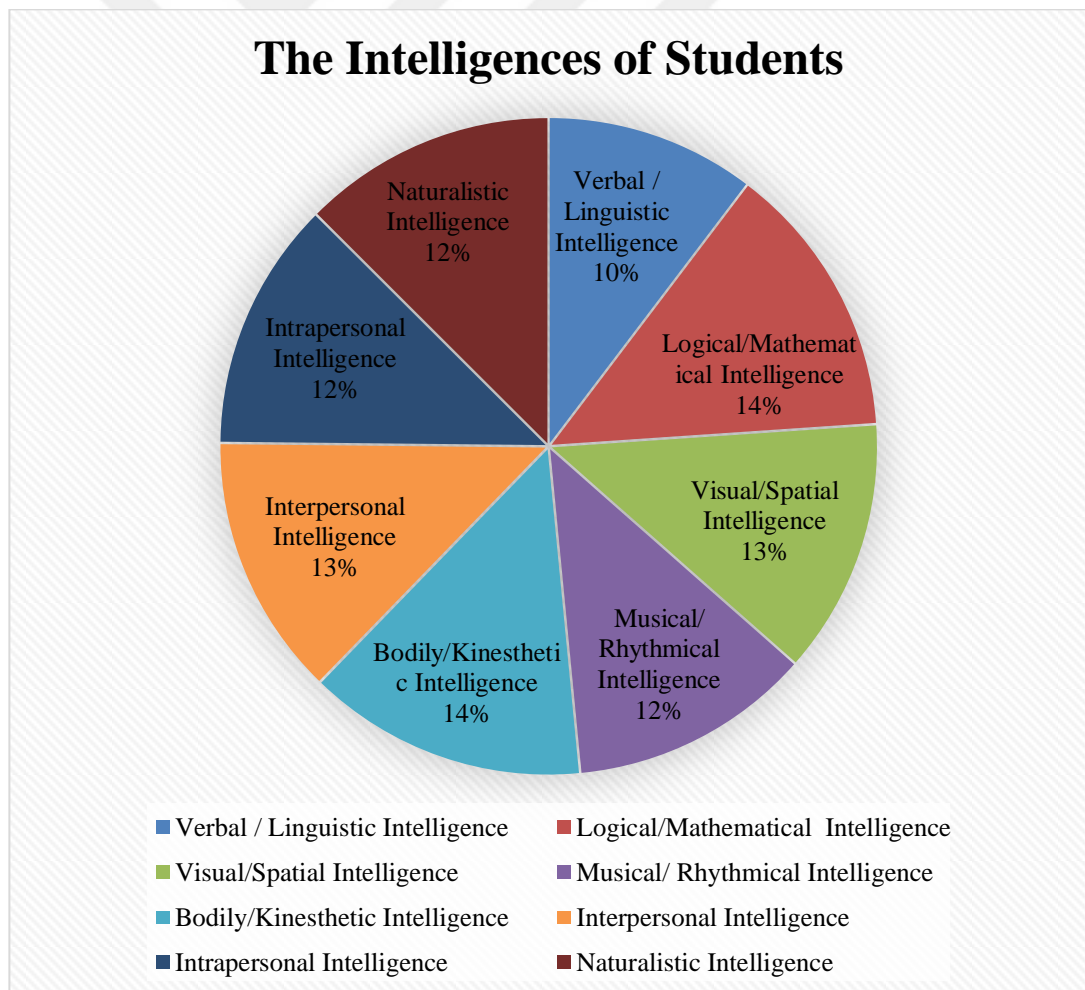 The Intelligences of Students
Verbal /
Linguistic
Intelligence
10%
Logical/Mathemat
ical Intelligence
14%
Visual/Spatial
Intelligence
13%
Musical/
Rhythmical
Intelligence
12%
Bodily/Kinestheti
c Intelligence
14%
Interpersonal
Intelligence
13%
Intrapersonal
Intelligence
12%
Naturalistic
Intelligence
12%
Verbal / Linguistic Intelligence
Logical/Mathematical  Intelligence
Visual/Spatial Intelligence
Musical/ Rhythmical Intelligence
Bodily/Kinesthetic Intelligence
Interpersonal Intelligence
Intrapersonal Intelligence
Naturalistic Intelligence